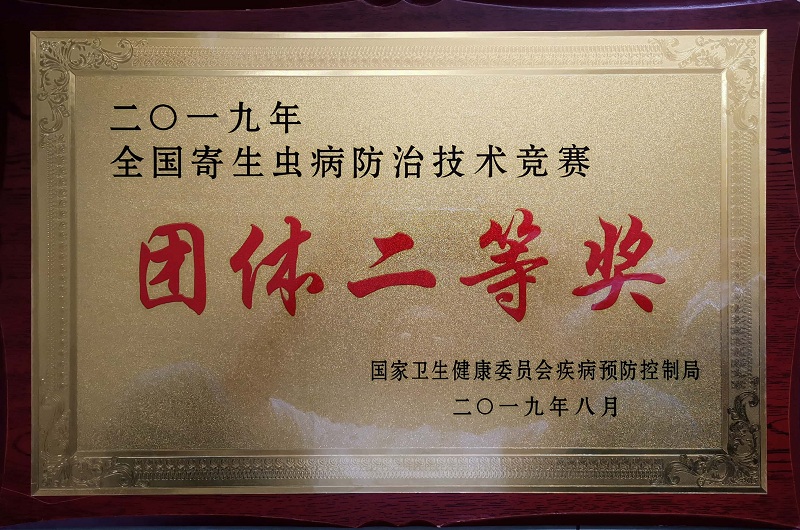 二〇一九年
全国寄生虫病防治技术竞赛
团体二等奖
国家卫生健康委员会疾病预防控制局
二〇一九年八月